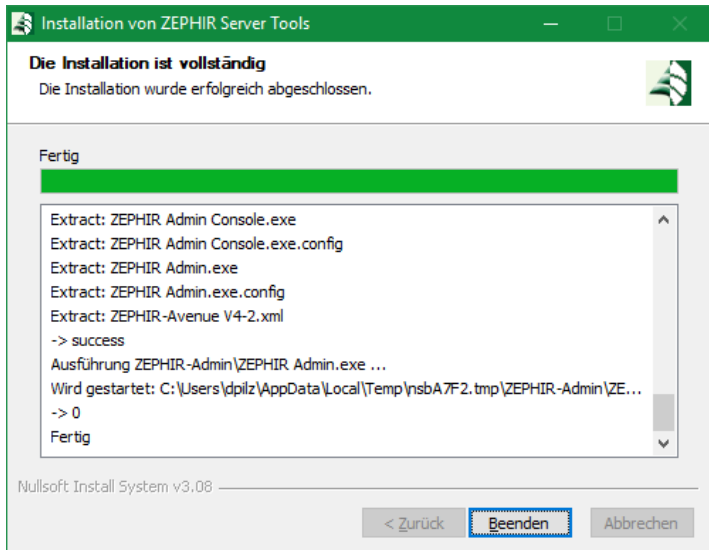 Installation von ZEPHIR Server Tools
Die Installation ist vollständig
Die Installation wurde erfolgreich abgeschlossen.
Fertig
Extract: ZEPHIR Admin Console.exe
Extract: ZEPHIR Admin Console.exe.config
Extract: ZEPHIR Admin.exe
Extract: ZEPHIR Admin.exe.config
Extract: ZEPHIR-Avenue V4-2.xml
-> success
Ausführung ZEPHIR-Admin\ZEPHIR Admin.exe ...
Wird gestartet: C:\Users\dpilz\AppData\Local\Temp\nsbA7F2.tmp\ZEPHIR-Admin\ZE...
-> 0
Fertig
Nullsoft Install System v3.08
< Zurück Beenden Abbrechen